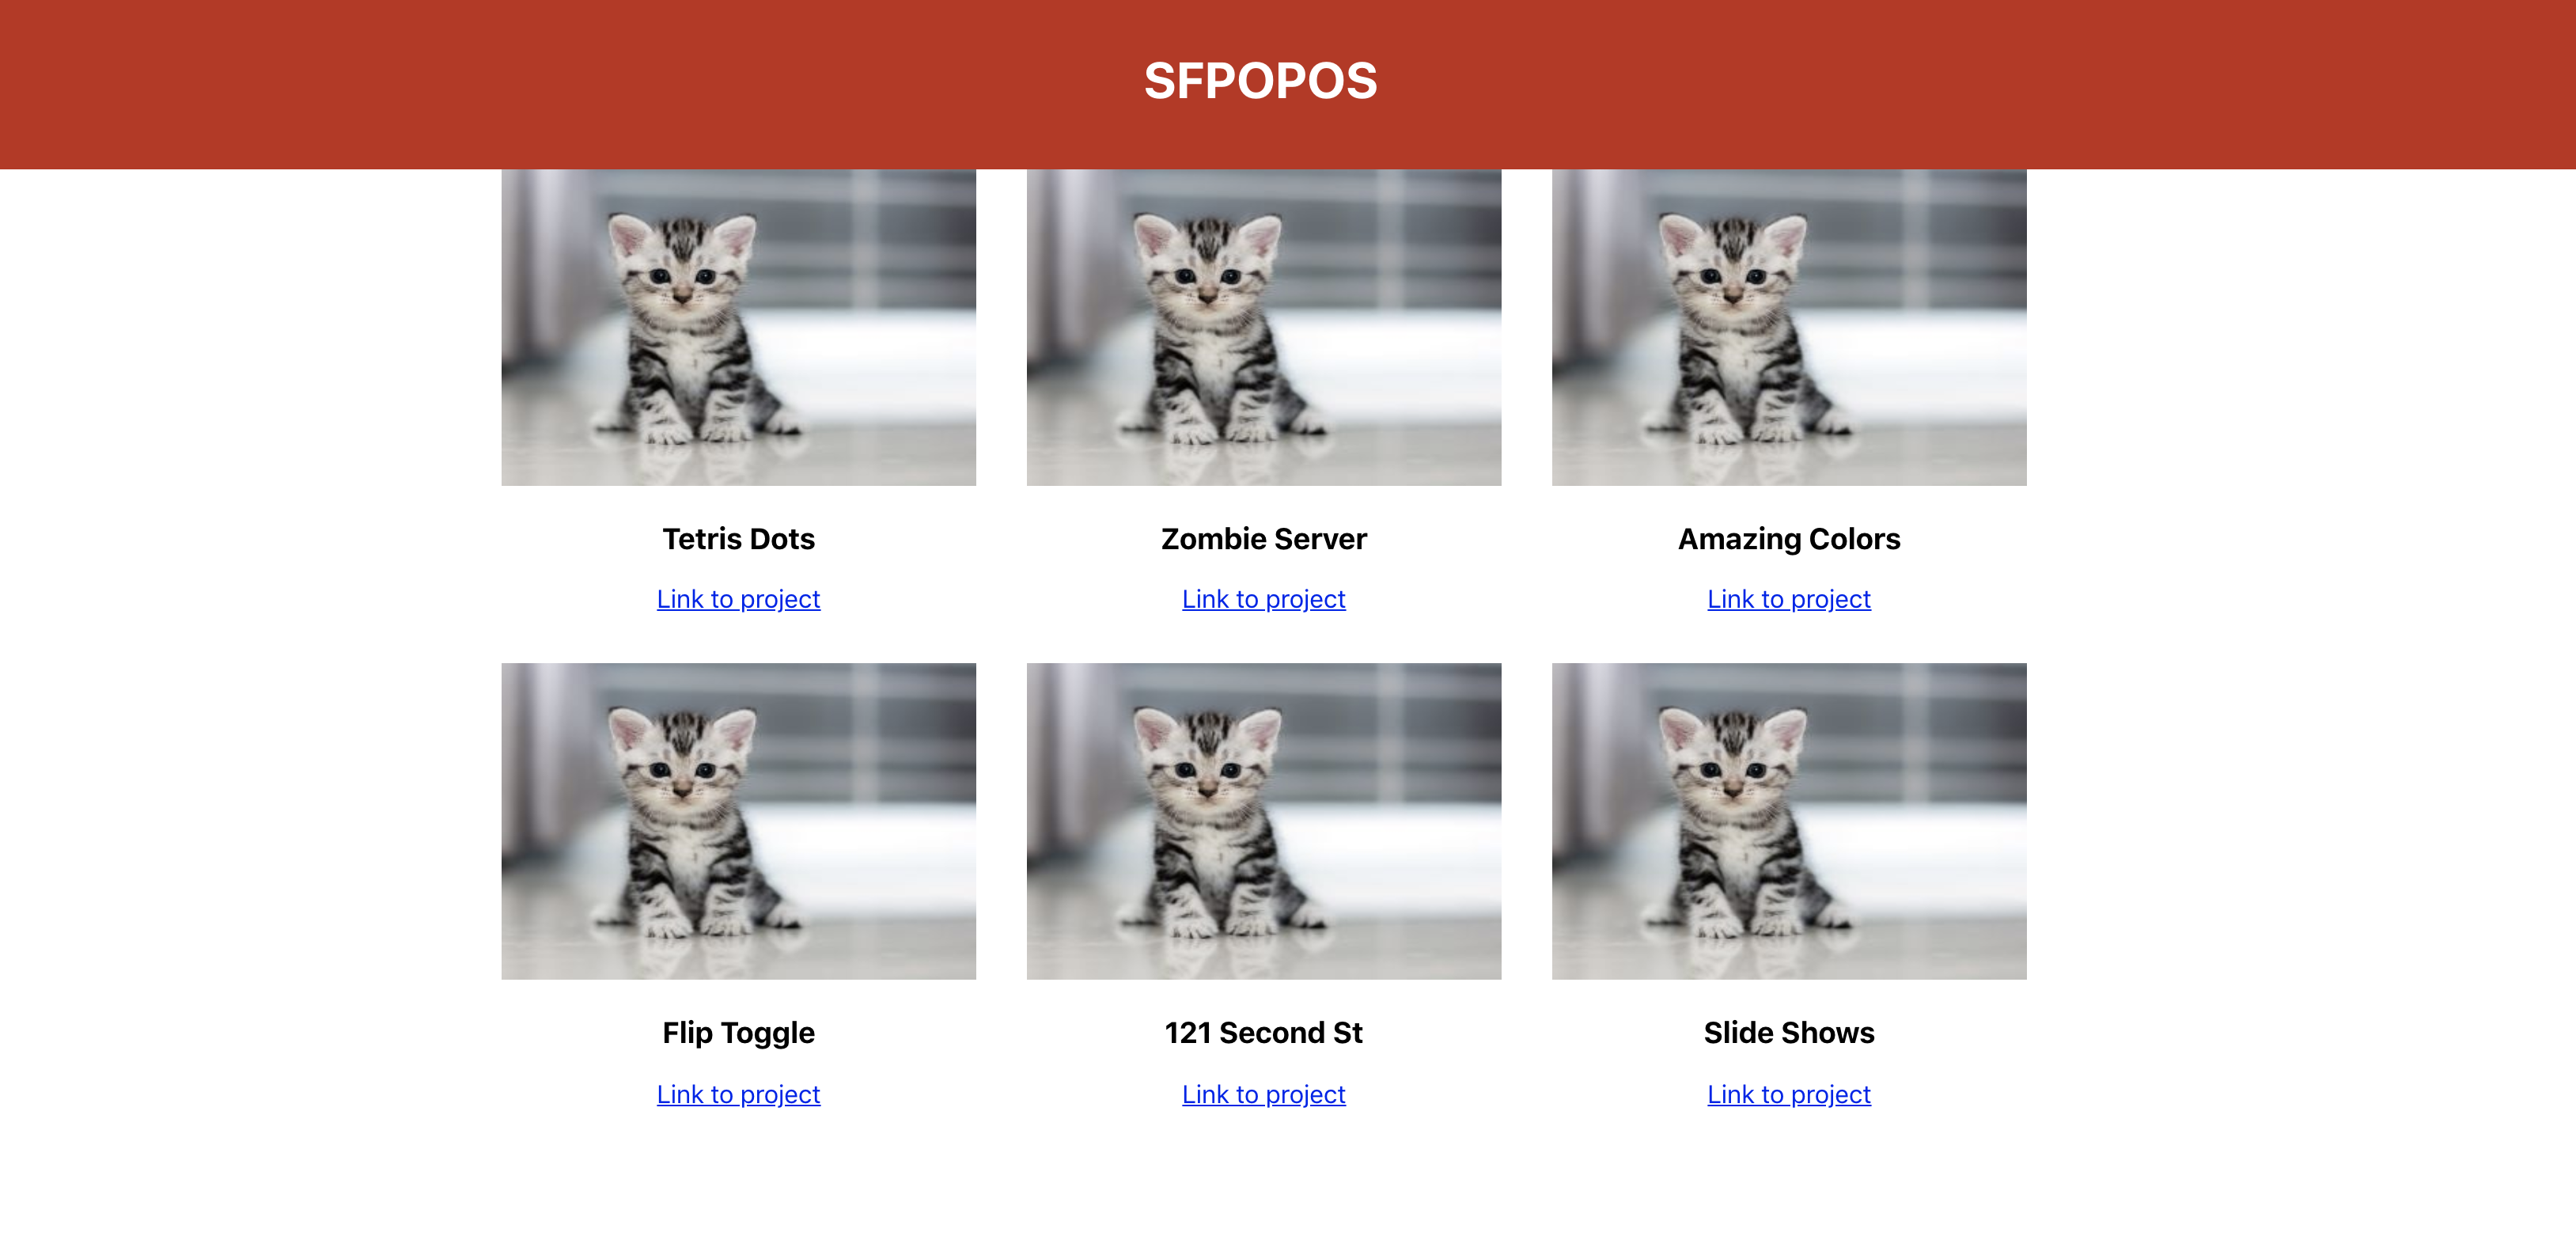 SFPOPOS
Tetris Dots
Zombie Server
Amazing Colors
Link to project
Link to project
Link to project
Flip Toggle
121 Second St
Slide Shows
Link to project
Link to project
Link to project